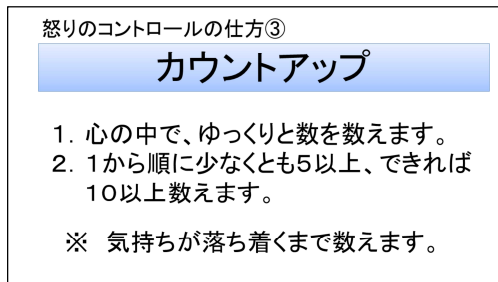 怒りのコントロールの仕方③
カウントアップ
１．心の中で、ゆっくりと数を数えます。
２．１から順に少なくとも５以上、できれば
１０以上数えます。
※　気持ちが落ち着くまで数えます。